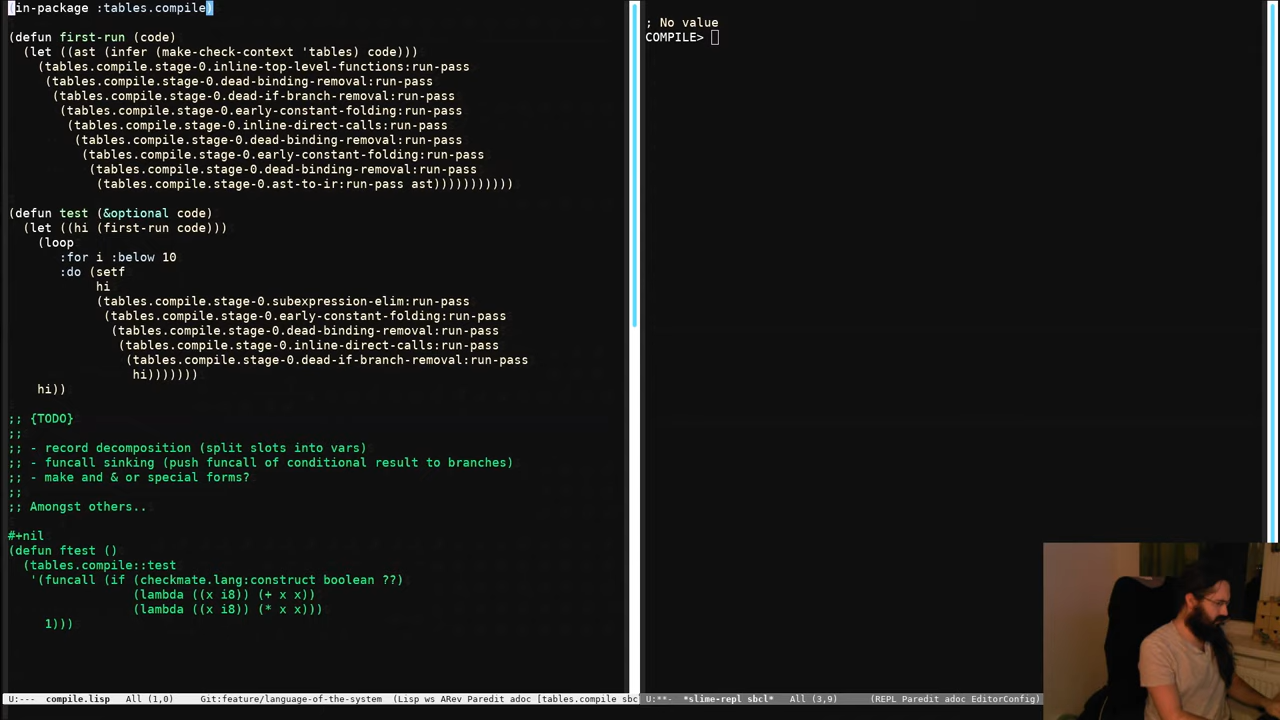 (in-package :tables.compile)
(defun first-run (code)
(let ((ast (infer (make-check-context 'tables) code)))
(tables.compile.stage-0.inline-top-level-functions:run-pass
(tables.compile.stage-0.dead-binding-removal:run-pass
(tables.compile.stage-0.dead-if-branch-removal:run-pass
(tables.compile.stage-0.early-constant-folding:run-pass
(tables.compile.stage-0.inline-direct-calls:run-pass
(tables.compile.stage-0.dead-binding-removal:run-pass
(tables.compile.stage-0.early-constant-folding:run-pass
(tables.compile.stage-0.dead-binding-removal:run-pass
(tables.compile.stage-0.ast-to-ir:run-pass ast)))))))))))
(defun test (&optional code)
(let ((hi (first-run code)))
(loop
:for i :below 10
:do (setf
hi
(tables.compile.stage-0.subexpression-elim:run-pass
(tables.compile.stage-0.early-constant-folding:run-pass
(tables.compile.stage-0.dead-binding-removal:run-pass
(tables.compile.stage-0.inline-direct-calls:run-pass
(tables.compile.stage-0.dead-if-branch-removal:run-pass
hi)))))))
hi))
;; {TODO}
;;
;; - record decomposition (split slots into vars)
;; - funcall sinking (push funcall of conditional result to branches)
;; - make and & or special forms?
;;
;; Amongst others..
#+nil
(defun ftest ()
(tables.compile::test
'(funcall (if (checkmate.lang:construct boolean ??)
(lambda ((x i8)) (+ x x))
(lambda ((x i8)) (* x x)))
1)))
U:--- compile.lisp All (1,0) Git:feature/language-of-the-system (Lisp ws ARev Paredit adoc [tables.compile sbc
; No value
COMPILE>
U:**- *slime-repl sbcl* All (3,9) (REPL Paredit adoc EditorConfig)